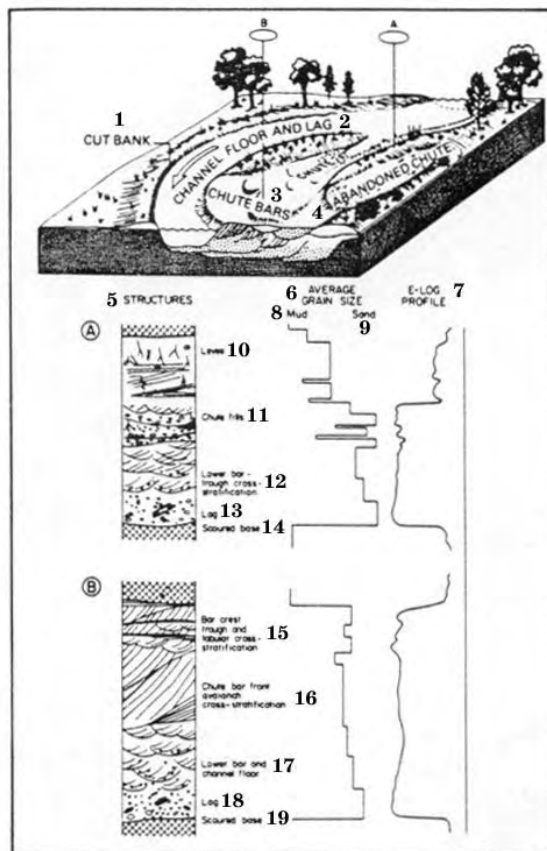 B
A
1
CUT BANK
CHANNEL FLOOR AND LAG
2
3
CHUTE BARS
4
ABANDONED CHUTE
5 STRUCTURES
6
AVERAGE
GRAIN SIZE
E-LOG
PROFILE
7
8 Mud
Sand
9
A
Levee 10
Chute fills 11
Lower bar-
trough cross-
stratification
12
Lag 13
Scoured base 14
B
Bar crest
trough and
tabular cross-
stratification
15
Chute bar front
avalanch
cross-stratification
16
Lower bar and
channel floor
17
Lag 18
Scoured base 19